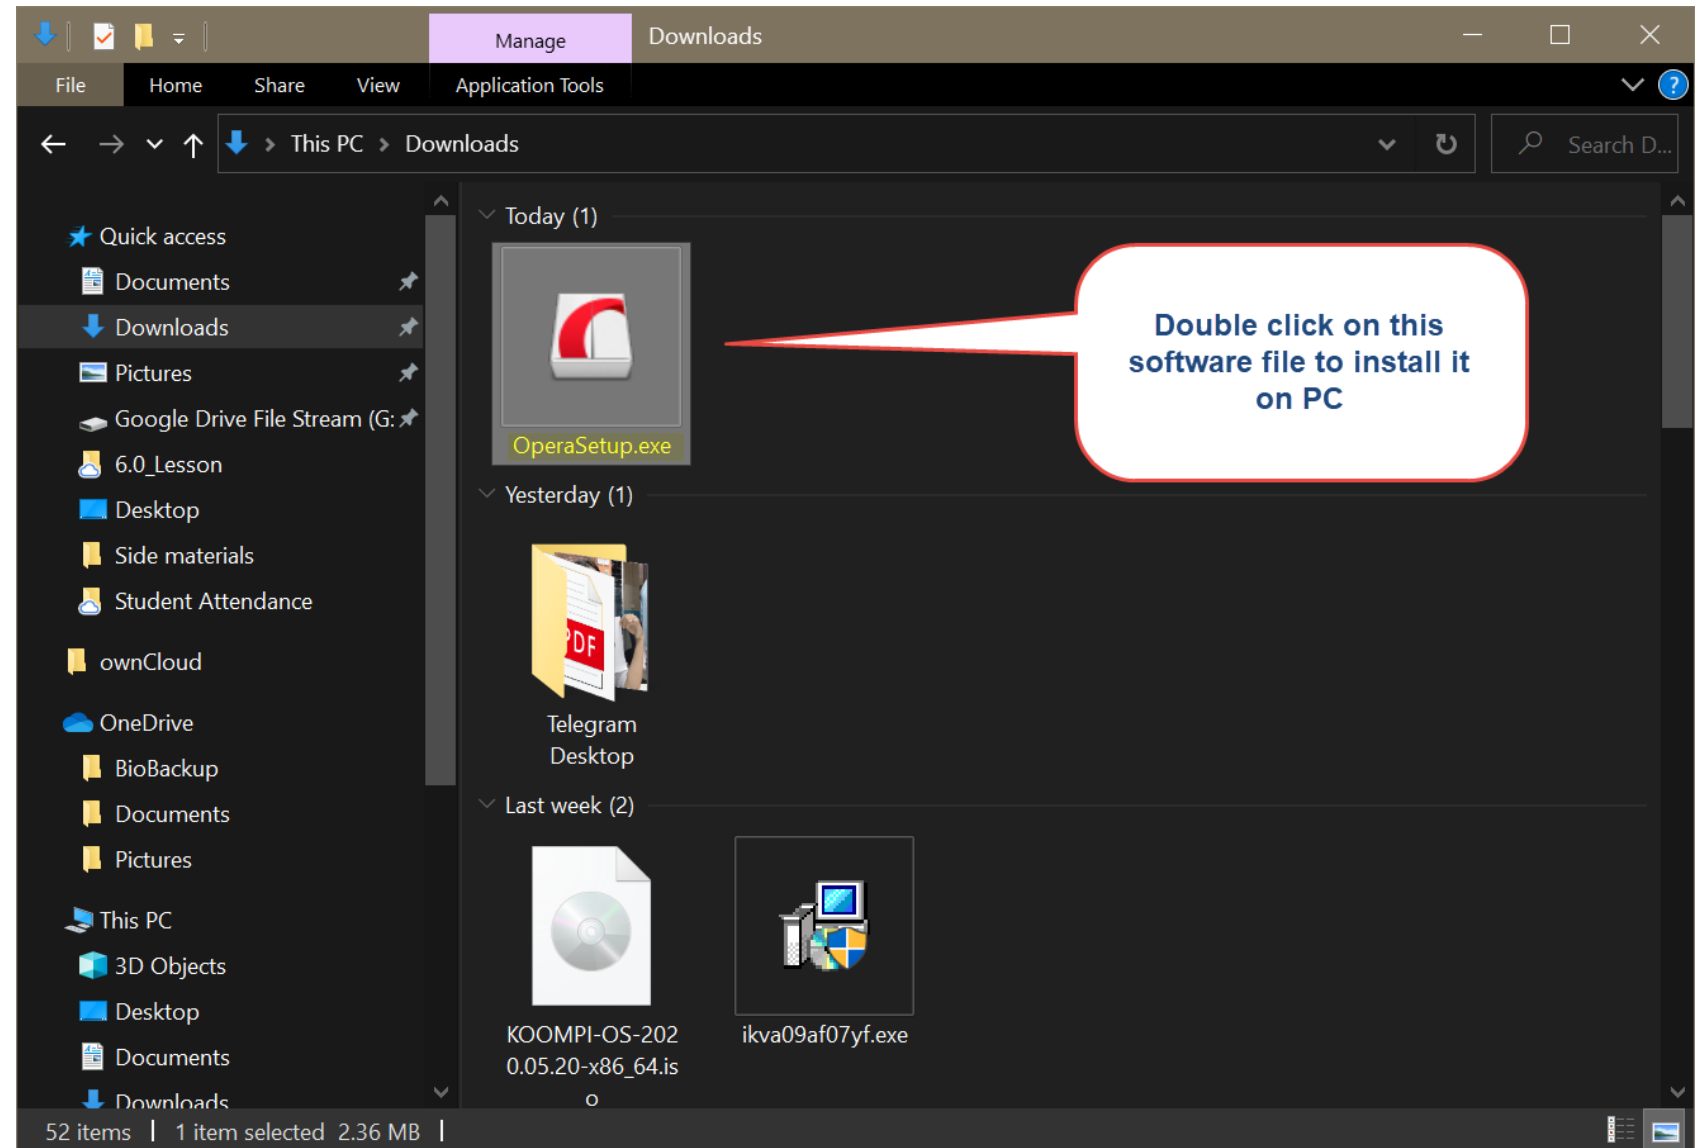 Manage
Downloads
File
Home
Share
View
Application Tools
?
This PC
Downloads
Search D...
Quick access
Documents
Downloads
Pictures
Google Drive File Stream (G:
6.0_Lesson
Desktop
Side materials
Student Attendance
ownCloud
OneDrive
BioBackup
Documents
Pictures
This PC
3D Objects
Desktop
Documents
Downloads
Today (1)
OperaSetup.exe
Double click on this
software file to install it
on PC
Yesterday (1)
PDF
Telegram
Desktop
Last week (2)
KOOMPI-OS-202
0.05.20-x86_64.is
o
ikva09af07yf.exe
52 items
1 item selected 2.36 MB